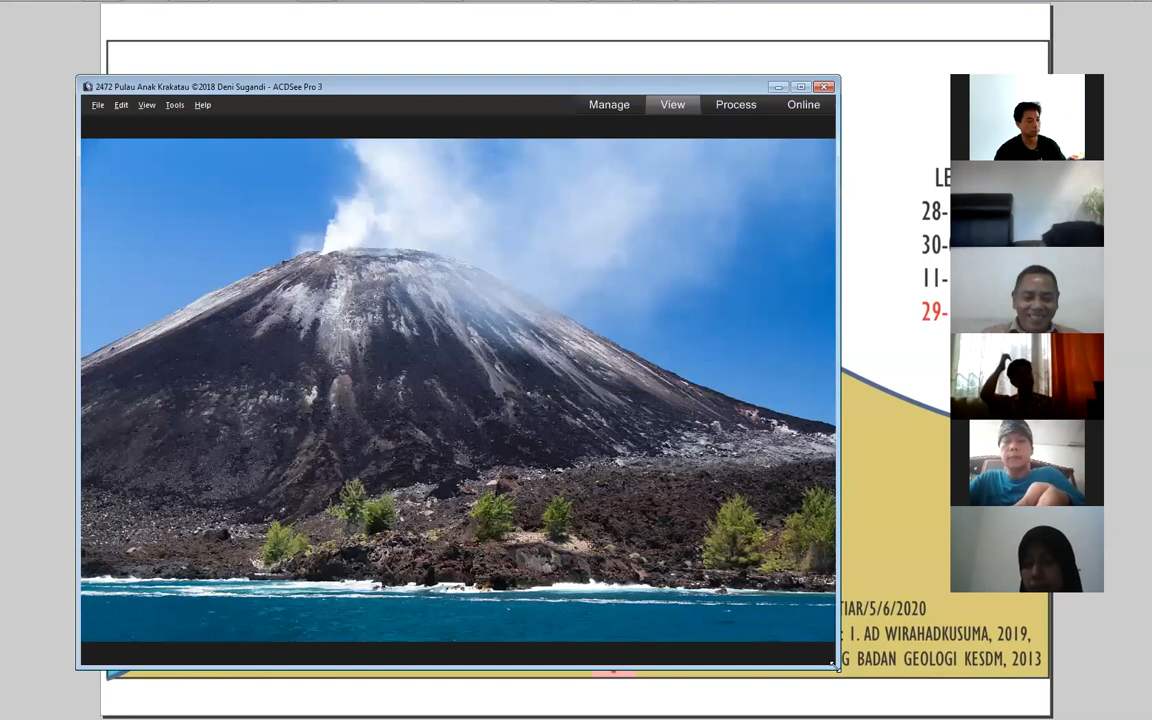 2472 Pulau Anak Krakatau ©2018 Deni Sugandi - ACDSee Pro 3
File Edit View Tools Help
Manage View Process Online
28-
30-
11-
29-
TIAR/5/6/2020
: 1. AD WIRAHADKUSUMA, 2019,
G BADAN GEOLOGI KESDM, 2013